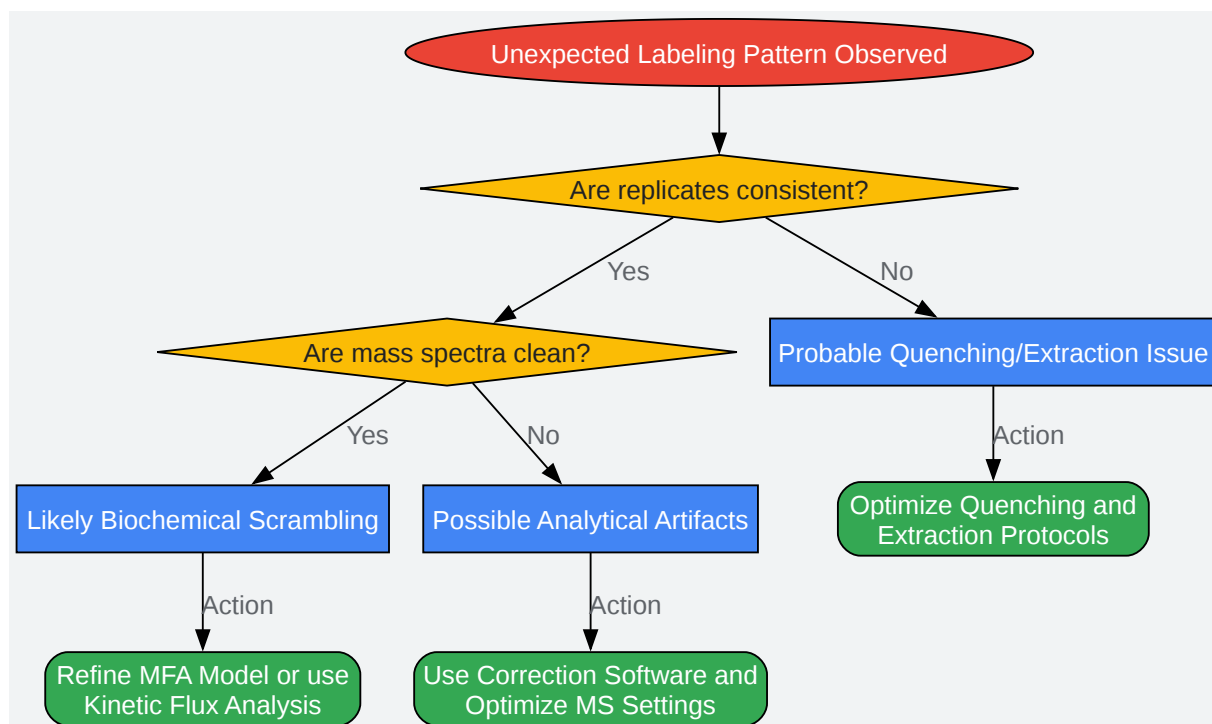 Unexpected Labeling Pattern Observed
Are replicates consistent?
Yes
No
Are mass spectra clean?
Probable Quenching/Extraction Issue
Yes
No
Action
Likely Biochemical Scrambling
Possible Analytical Artifacts
Optimize Quenching and
Extraction Protocols
Action
Action
Refine MFA Model or use
Kinetic Flux Analysis
Use Correction Software and
Optimize MS Settings